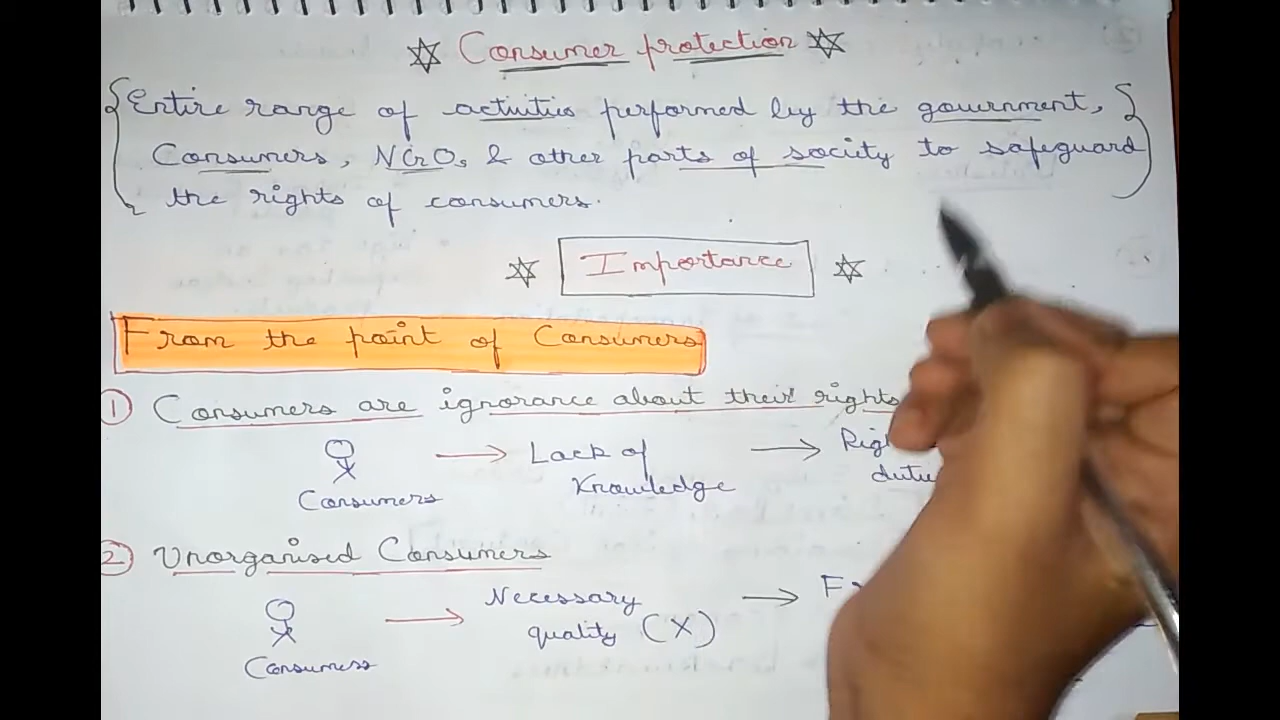 Consumer protection
Entire range of activities performed by the government,
Consumers, NGOs & other parts of society to safeguard
the rights of consumers.
Importance
From the point of Consumers
1 Consumers are ignorance about their rights
Consumers → Lack of Knowledge →
2 Unorganised Consumers
Consumers → Necessary quality (X) →